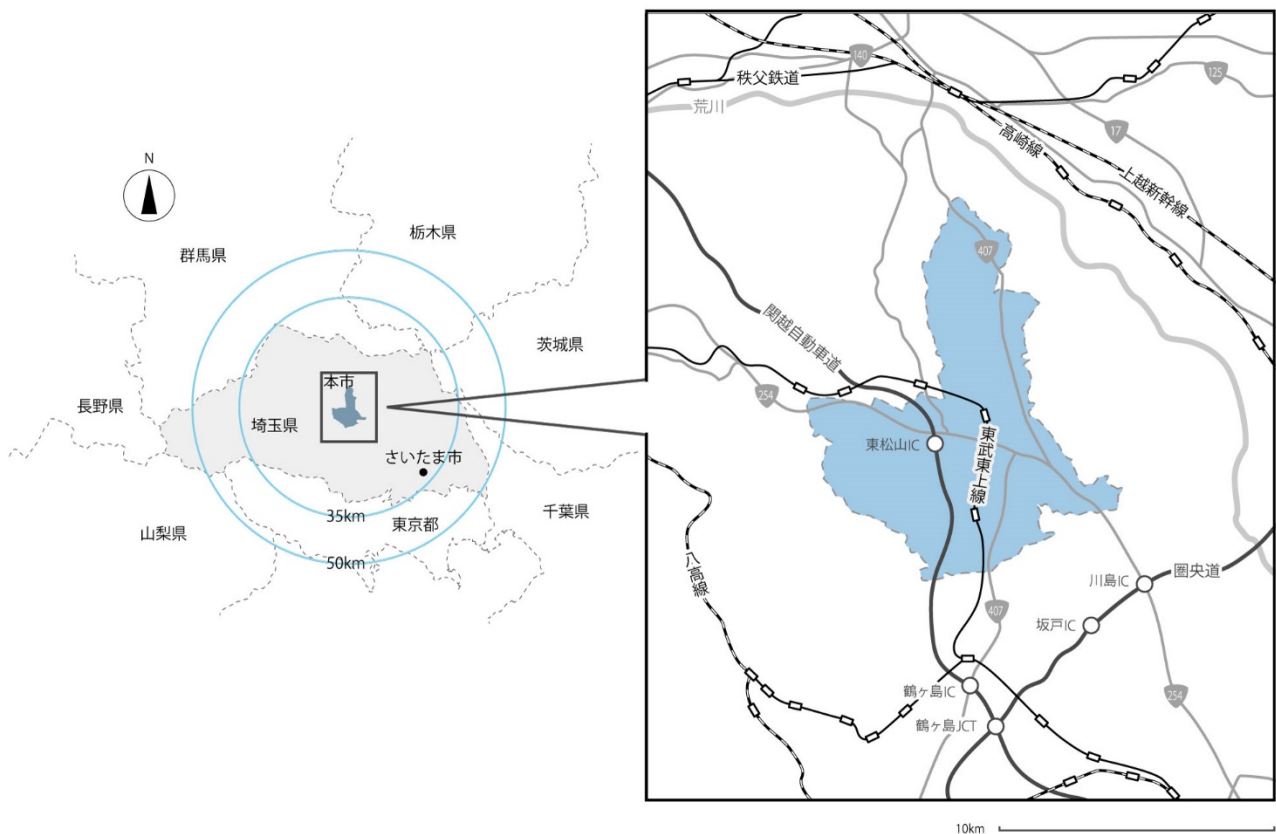 N
栃木県
群馬県
茨城県
本市
長野県
埼玉県
さいたま市
35km
東京都
千葉県
山梨県
50km
140
秩父鉄道
125
荒川
17
高崎線
上越新幹線
407
関越自動車道
254
東松山IC
東武東上線
八高線
川島IC
圏央道
407
坂戸IC
鶴ヶ島IC
254
鶴ヶ島JCT
10km